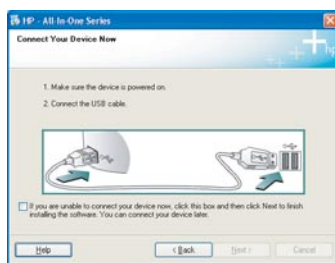 HP - All-In-One Series
Connect Your Device Now
hp
1. Make sure the device is powered on.
2. Connect the USB cable.
If you are unable to connect your device now, click this box and then click Next to finish
installing the software. You can connect your device later.
Help
< Back
Next >
Cancel